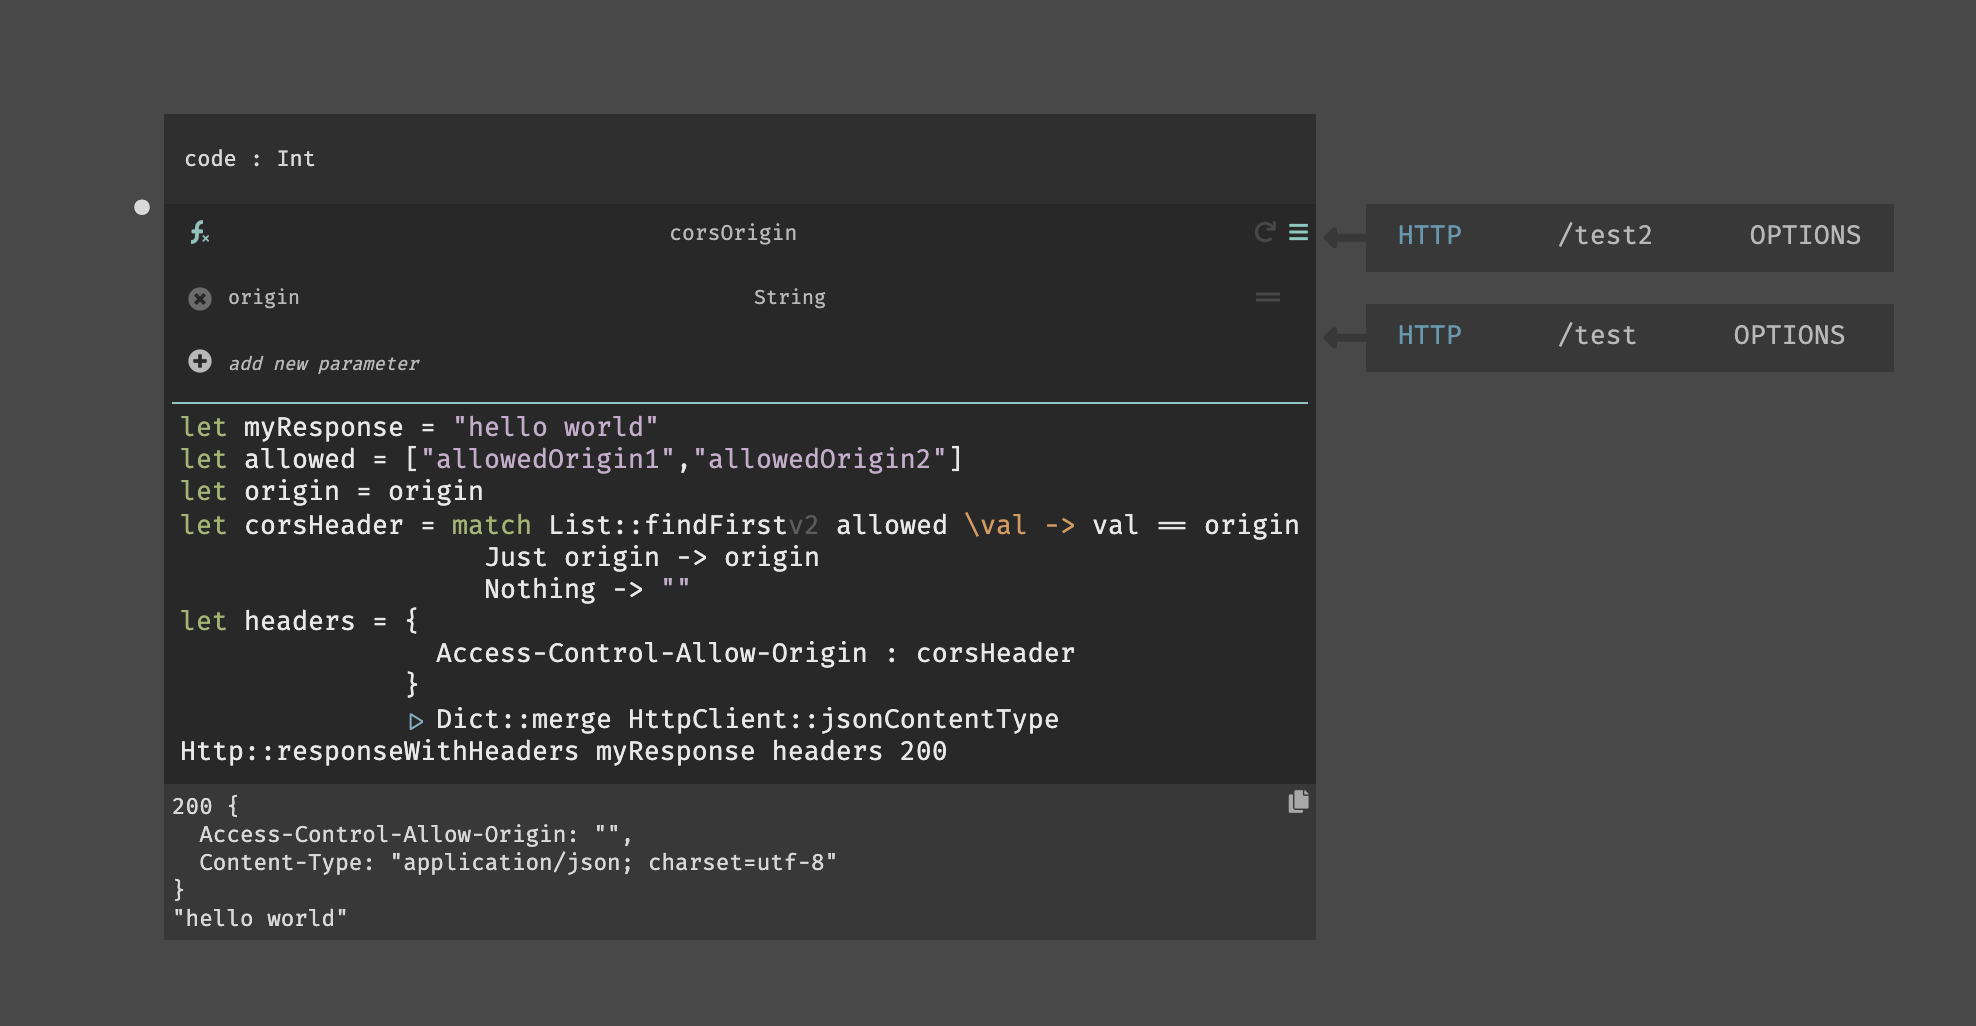 code : Int
corsOrigin
HTTP /test2 OPTIONS
origin String
HTTP /test OPTIONS
add new parameter
let myResponse = "hello world"
let allowed = ["allowedOrigin1","allowedOrigin2"]
let origin = origin
let corsHeader = match List::findFirstv2 allowed \val -> val == origin
Just origin -> origin
Nothing -> ""
let headers = {
Access-Control-Allow-Origin : corsHeader
}
▷ Dict::merge HttpClient::jsonContentType
Http::responseWithHeaders myResponse headers 200
200 {
Access-Control-Allow-Origin: "",
Content-Type: "application/json; charset=utf-8"
}
"hello world"